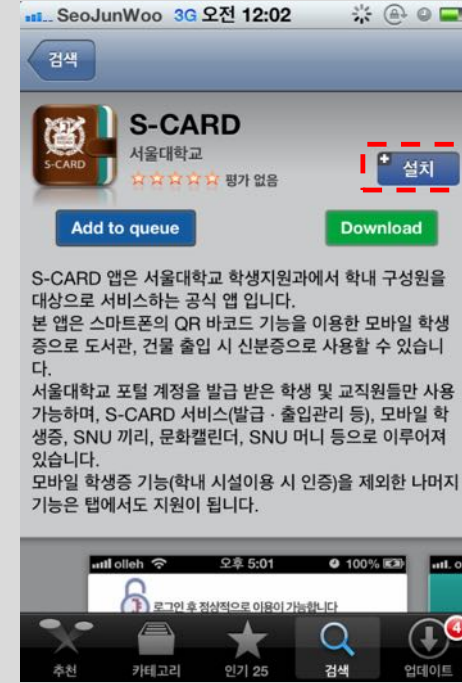 SeoJunWoo 3G 오전 12:02
검색
S-CARD
S-CARD
서울대학교
평가 없음
설치
Add to queue
Download
S-CARD 앱은 서울대학교 학생지원과에서 학내 구성원을
대상으로 서비스하는 공식 앱 입니다.
본 앱은 스마트폰의 QR 바코드 기능을 이용한 모바일 학생
증으로 도서관, 건물 출입 시 신분증으로 사용할 수 있습니
다.
서울대학교 포털 계정을 발급 받은 학생 및 교직원들만 사용
가능하며, S-CARD 서비스(발급 · 출입관리 등), 모바일 학
생증, SNU 끼리, 문화캘린더, SNU 머니 등으로 이루어져
있습니다.
모바일 학생증 기능(학내 시설이용 시 인증)을 제외한 나머지
기능은 탭에서도 지원이 됩니다.
olleh 오후 5:01 100%
로그인 후 정상적으로 이용이 가능합니다
4
추천 카테고리 인기 25 검색 업데이트